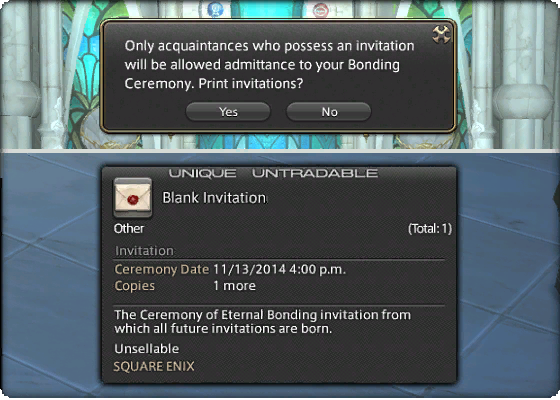 Only acquaintances who possess an invitation
will be allowed admittance to your Bonding
Ceremony. Print invitations?
Yes No
UNIQUE UNTRADABLE
Blank Invitation
Other (Total: 1)
Invitation
Ceremony Date 11/13/2014 4:00 p.m.
Copies 1 more
The Ceremony of Eternal Bonding invitation from
which all future invitations are born.
Unsellable
SQUARE ENIX